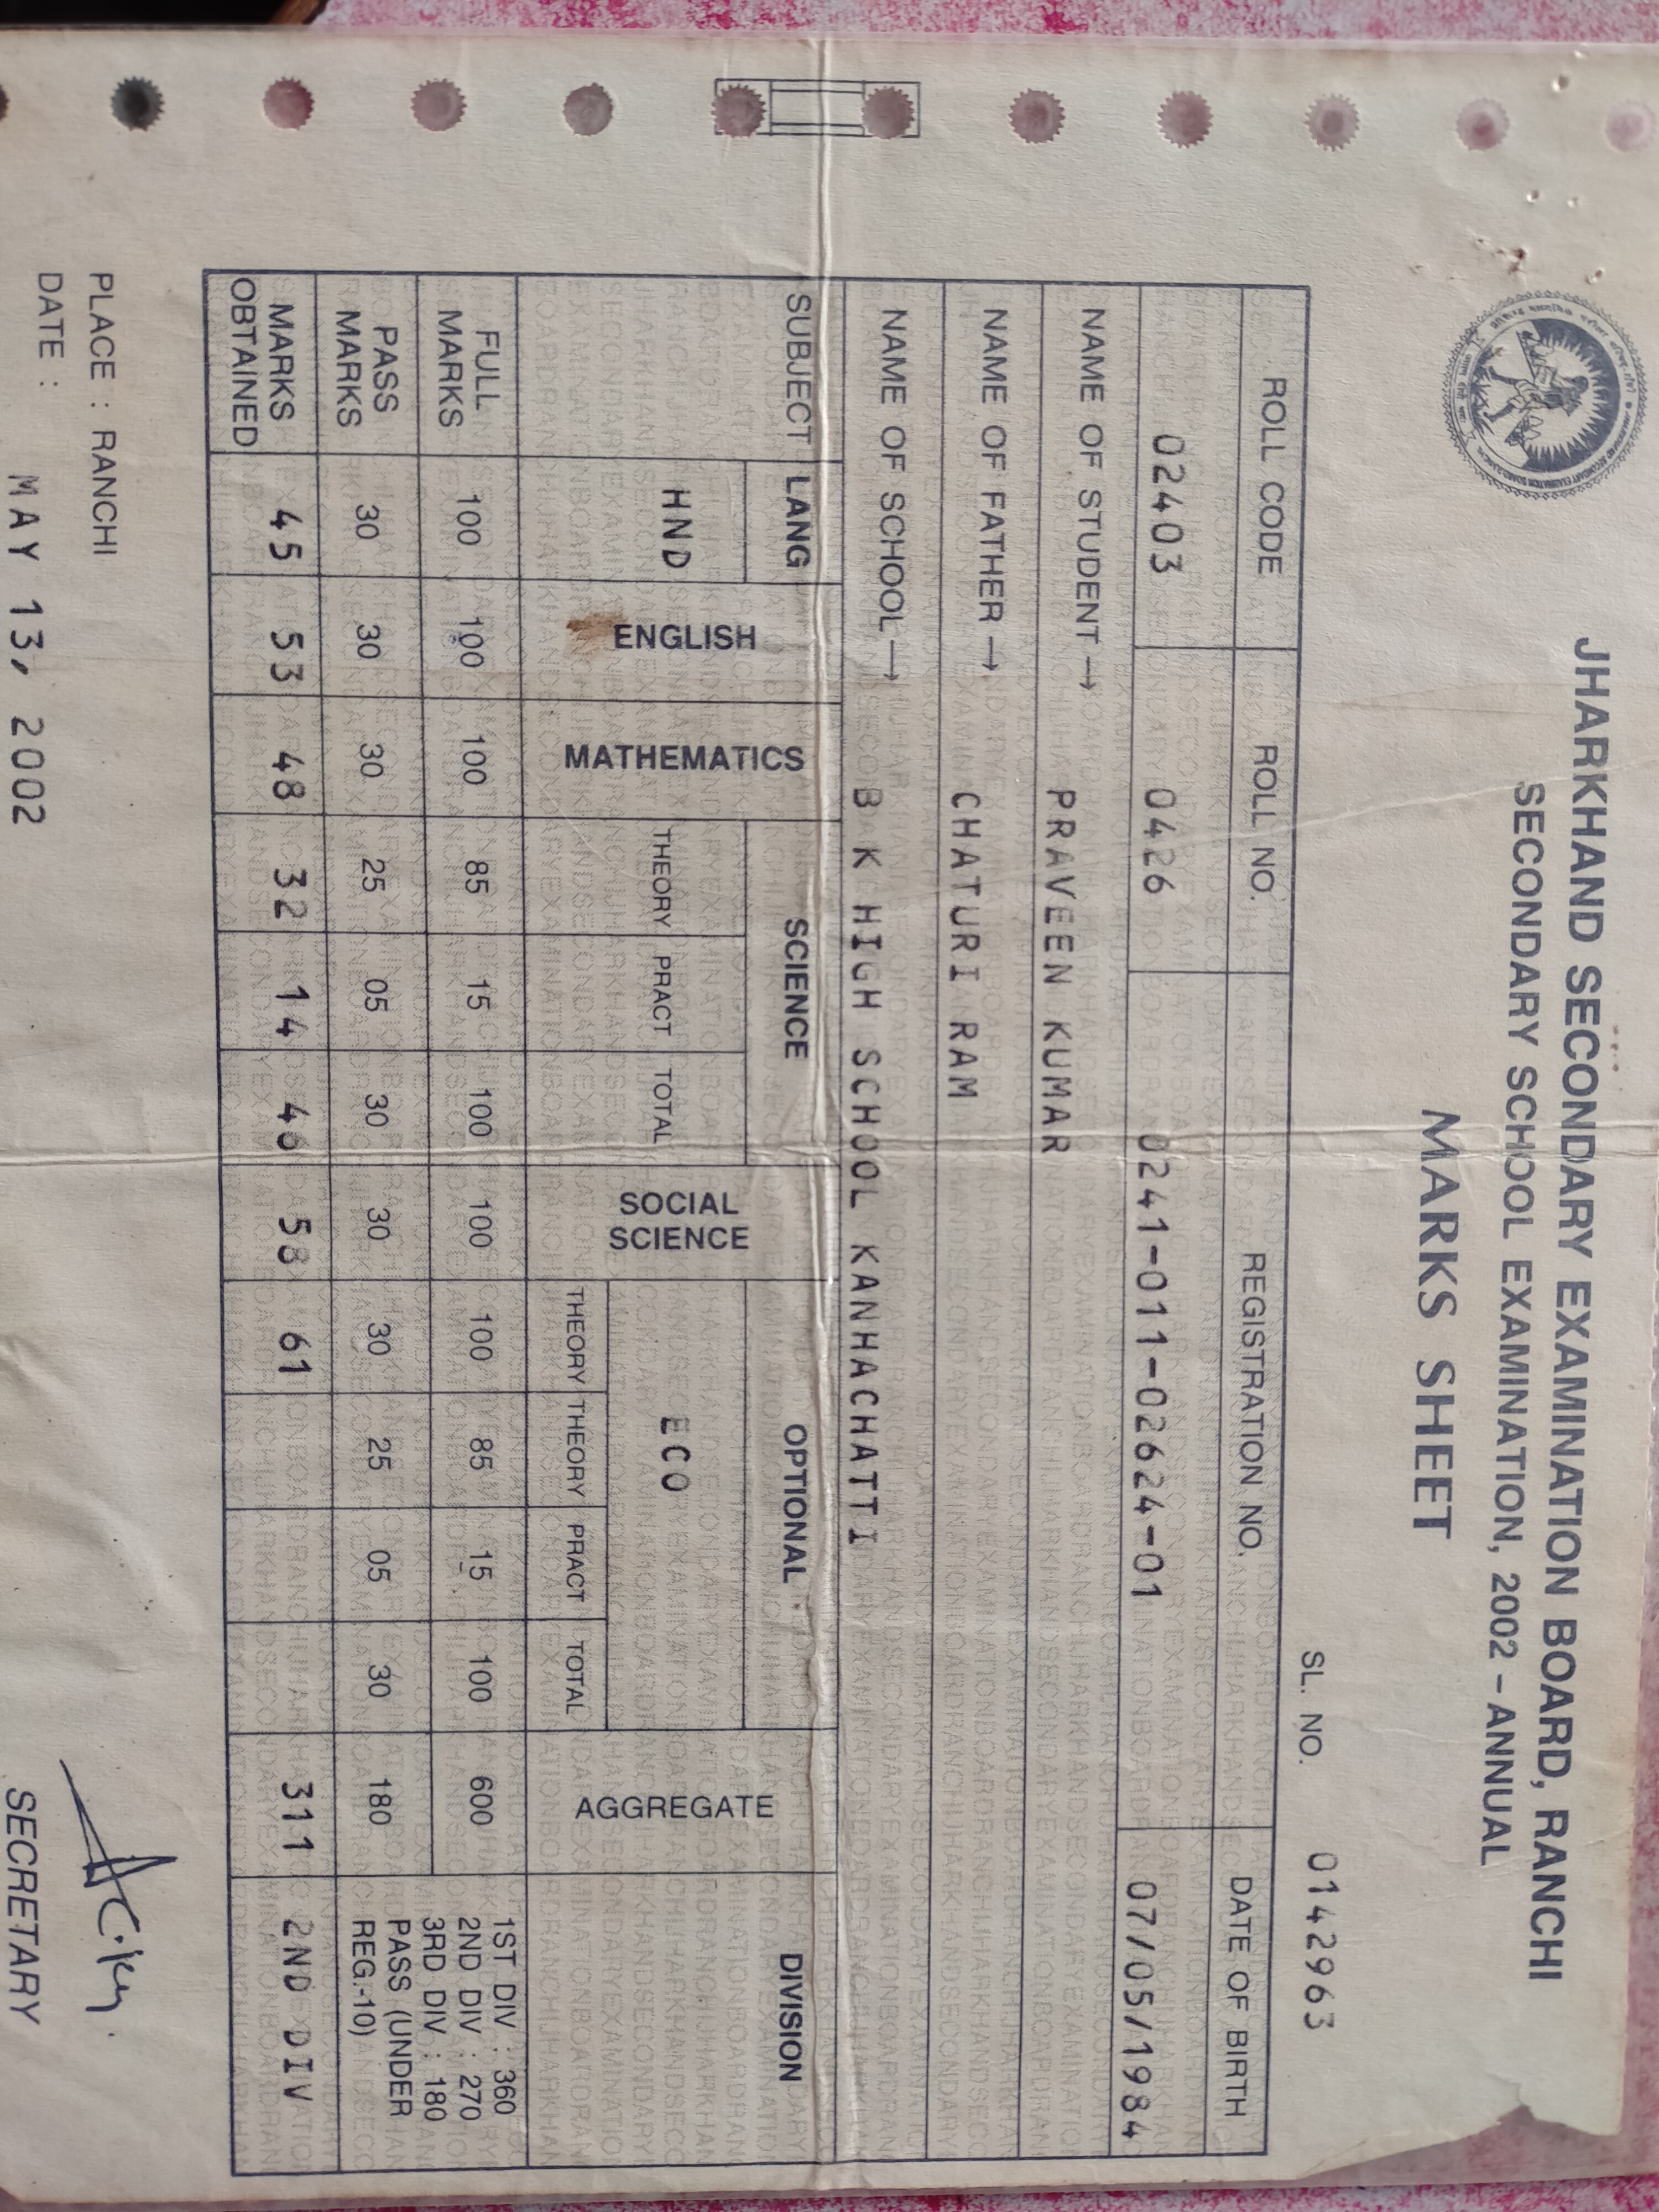 JHARKHAND SECONDARY EXAMINATION BOARD, RANCHI
SECONDARY SCHOOL EXAMINATION, 2002 – ANNUAL
MARKS SHEET
SL. NO. 0142963
ROLL CODE ROLL NO. REGISTRATION NO. DATE OF BIRTH
02403 0426 0241-011-02624-01 07/05/1984
NAME OF STUDENT → PRAVEEN KUMAR
NAME OF FATHER → CHATURI RAM
NAME OF SCHOOL → B K HIGH SCHOOL KANHACHATTI
SUBJECT LANG ENGLISH MATHEMATICS SCIENCE SOCIAL SCIENCE OPTIONAL AGGREGATE DIVISION
HND THEORY PRACT TOTAL ECO
THEORY THEORY PRACT TOTAL
FULL MARKS 100 100 100 85 15 100 100 100 85 15 100 600
1ST DIV : 360
2ND DIV : 270
3RD DIV : 180
PASS (UNDER
REG.-10)
PASS MARKS 30 30 30 25 05 30 30 30 25 05 30 180
MARKS OBTAINED 45 53 48 32 14 46 58 61 311 2ND DIV
PLACE : RANCHI
DATE : MAY 13, 2002
SECRETARY